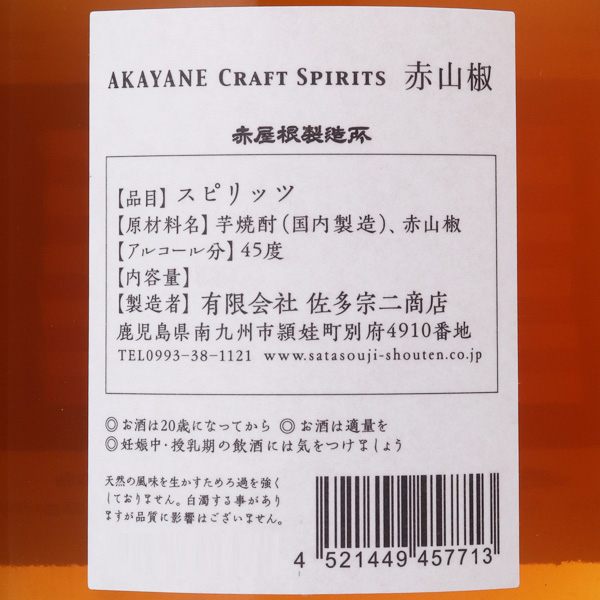 AKAYANE CRAFT SPIRITS 赤山椒
赤屋根製造所
【品目】スピリッツ
【原材料名】芋焼酎(国内製造)、赤山椒
【アルコール分】45度
【内容量】
【製造者】有限会社 佐多宗二商店
鹿児島県南九州市頴娃町別府4910番地
TEL0993-38-1121 www.satasouji-shouten.co.jp
◎お酒は20歳になってから ◎お酒は適量を
◎妊娠中・授乳期の飲酒には気をつけましょう
天然の風味を生かすためろ過を強く
しておりません。白濁する事があり
ますが品質に影響はございません。
4 521449 457713